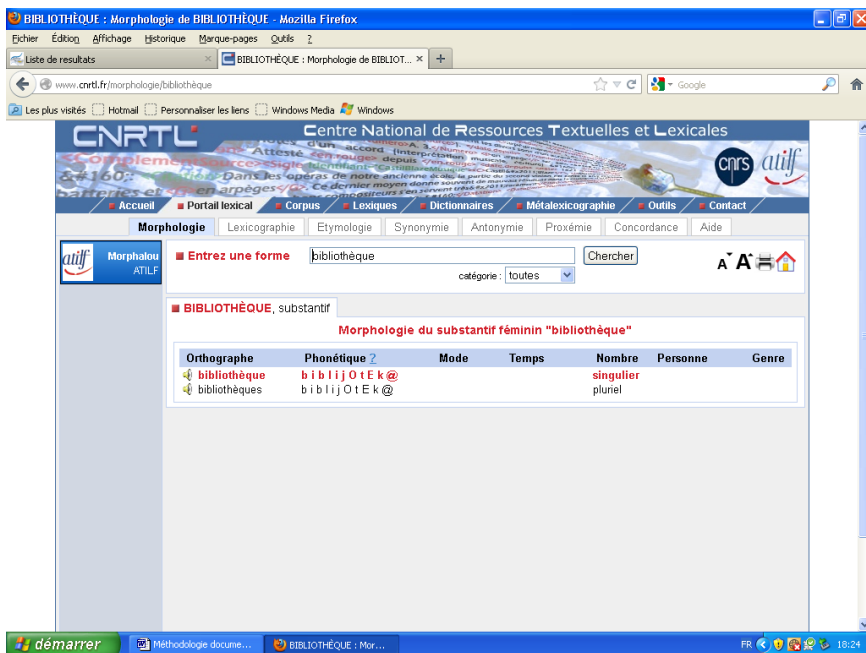 BIBLIOTHÈQUE : Morphologie de BIBLIOTHÈQUE - Mozilla Firefox
Fichier Édition Affichage Historique Marque-pages Outils ?
Liste de resultats BIBLIOTHÈQUE : Morphologie de BIBLIOT...
www.cnrtl.fr/morphologie/bibliothèque Google
Les plus visités Hotmail Personnaliser les liens Windows Media Windows
CNRTL Centre National de Ressources Textuelles et Lexicales
cnrs atilf
Accueil Portail lexical Corpus Lexiques Dictionnaires Métalexicographie Outils Contact
Morphologie Lexicographie Etymologie Synonymie Antonymie Proxémie Concordance Aide
atilf Morphalou
ATILF
Entrez une forme bibliothèque Chercher
catégorie : toutes
A A
BIBLIOTHÈQUE, substantif
Morphologie du substantif féminin "bibliothèque"
Orthographe Phonétique ? Mode Temps Nombre Personne Genre
bibliothèque b i b l i j O t E k @ singulier
bibliothèques b i b l i j O t E k @ pluriel
démarrer Méthodologie docume... BIBLIOTHÈQUE : Mor... FR 18:24